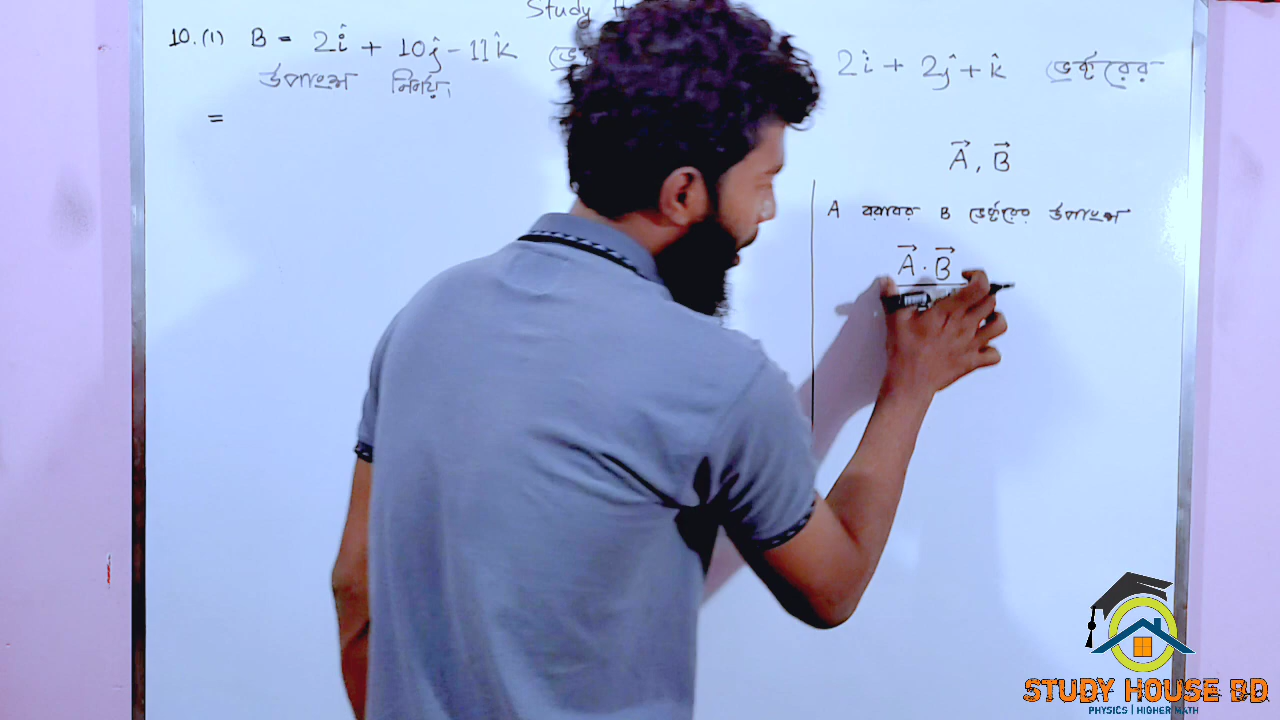 Study
10. (1) B = 2î + 10ĵ - 11k̂
2î + 2ĵ + k̂ ভেক্টরের
উপাংশ নির্ণয়।
=
A⃗, B⃗
A বরাবর B ভেক্টরের উপাংশ
A⃗ · B⃗
STUDY HOUSE BD
PHYSICS | HIGHER MATH